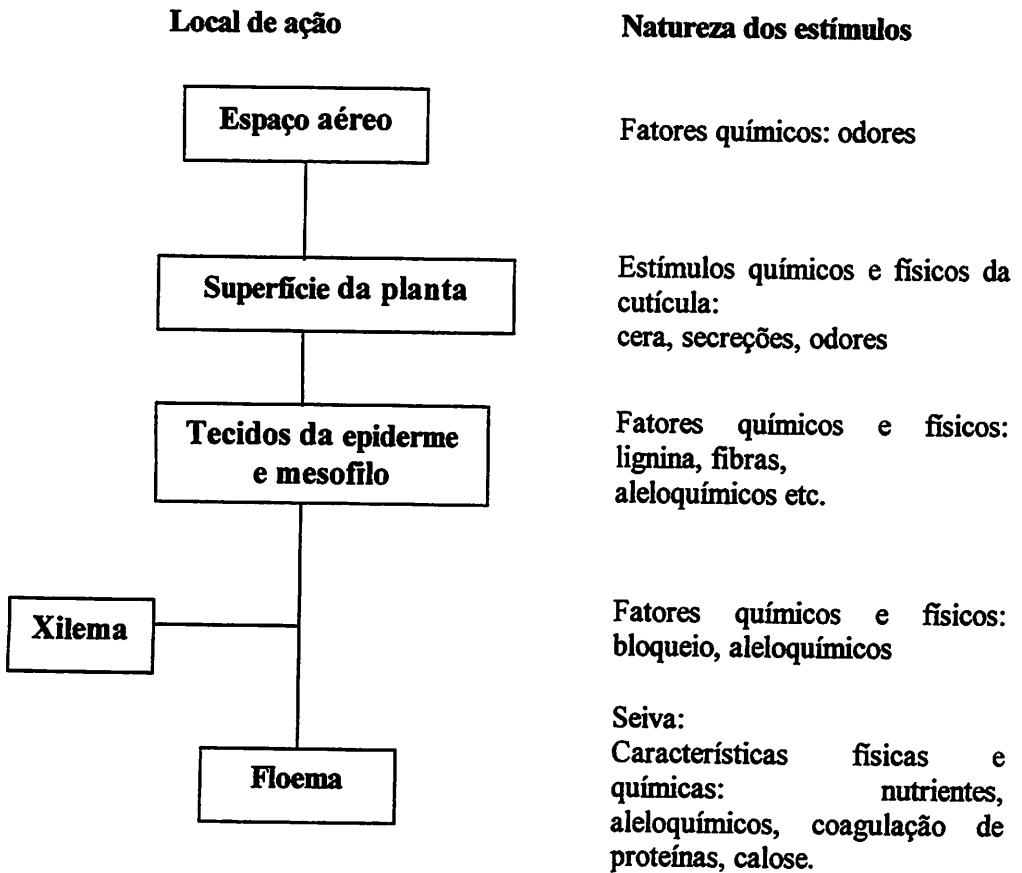 Local de ação
Natureza dos estímulos
Espaço aéreo
Fatores químicos: odores
Superfície da planta
Estímulos químicos e físicos da
cutícula:
cera, secreções, odores
Tecidos da epiderme
e mesofilo
Fatores químicos e físicos:
lignina, fibras,
aleloquímicos etc.
Xilema
Fatores químicos e físicos:
bloqueio, aleloquímicos
Floema
Seiva:
Características físicas e
químicas: nutrientes,
aleloquímicos, coagulação de
proteínas, calose.